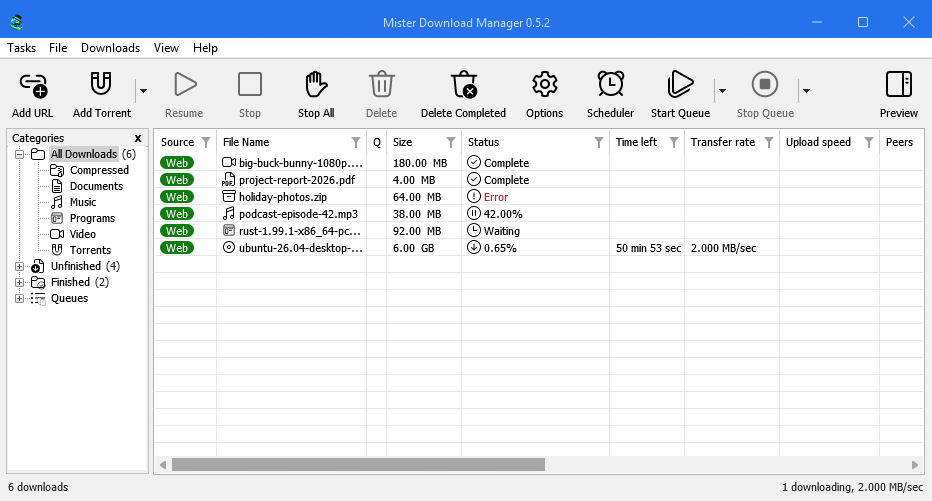 Mister Download Manager 0.5.2
Tasks File Downloads View Help
Add URL Add Torrent Resume Stop Stop All Delete Delete Completed Options Scheduler Start Queue Stop Queue Preview
Categories x
All Downloads (6)
Compressed
Documents
Music
Programs
Video
Torrents
Unfinished (4)
Finished (2)
Queues
Source File Name Q Size Status Time left Transfer rate Upload speed Peers
Web big-buck-bunny-1080p.... 180.00 MB Complete
Web project-report-2026.pdf 4.00 MB Complete
Web holiday-photos.zip 64.00 MB Error
Web podcast-episode-42.mp3 38.00 MB 42.00%
Web rust-1.99.1-x86_64-pc... 92.00 MB Waiting
Web ubuntu-26.04-desktop-... 6.00 GB 0.65% 50 min 53 sec 2.000 MB/sec
6 downloads 1 downloading, 2.000 MB/sec